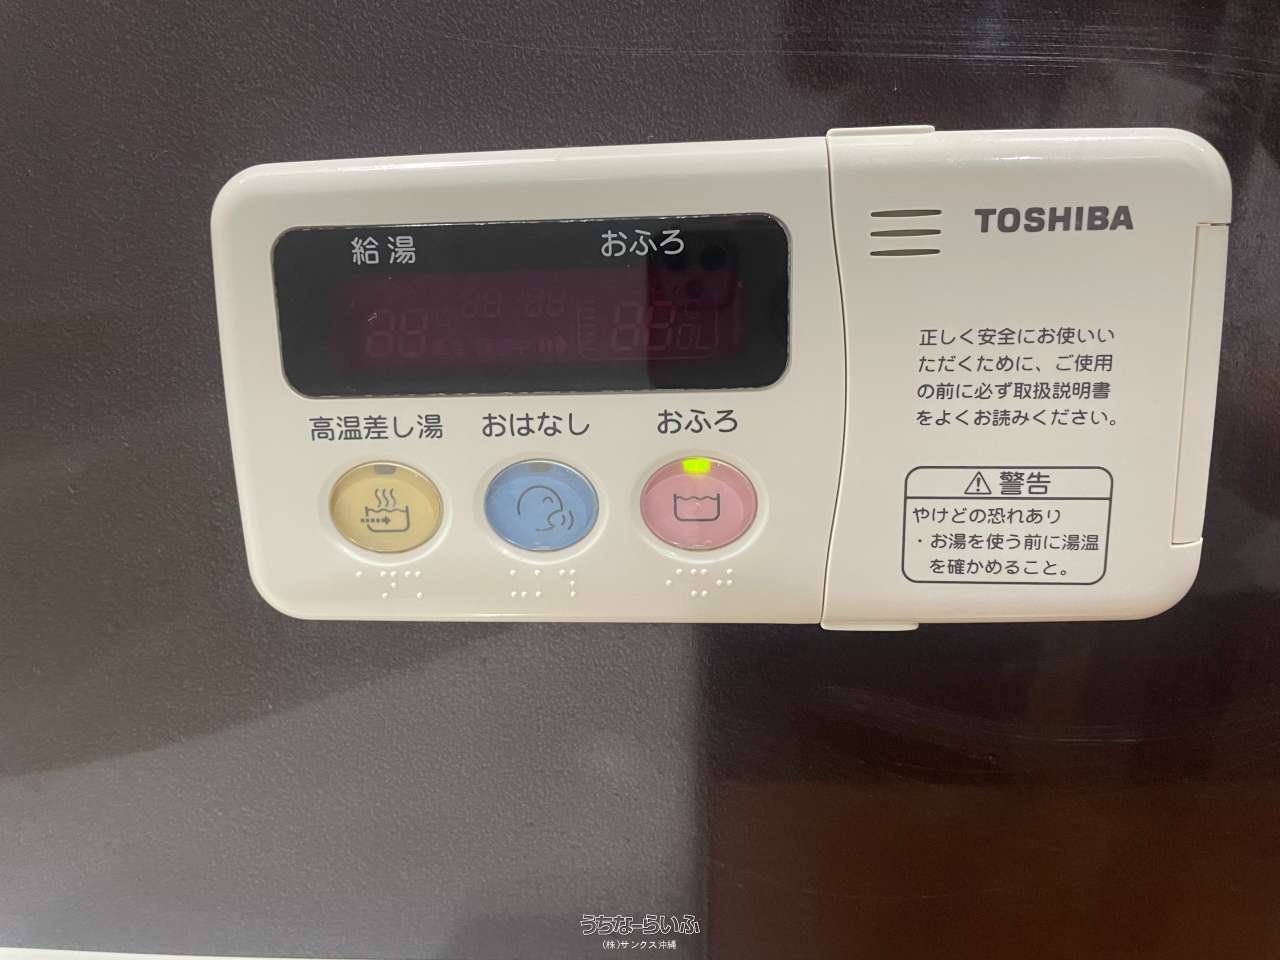 給湯 おふろ
高温差し湯 おはなし おふろ
TOSHIBA
正しく安全にお使いい
ただくために、ご使用
の前に必ず取扱説明書
をよくお読みください。
警告
やけどの恐れあり
・お湯を使う前に湯温
を確かめること。
うちなーらいふ
(株)サンクス沖縄